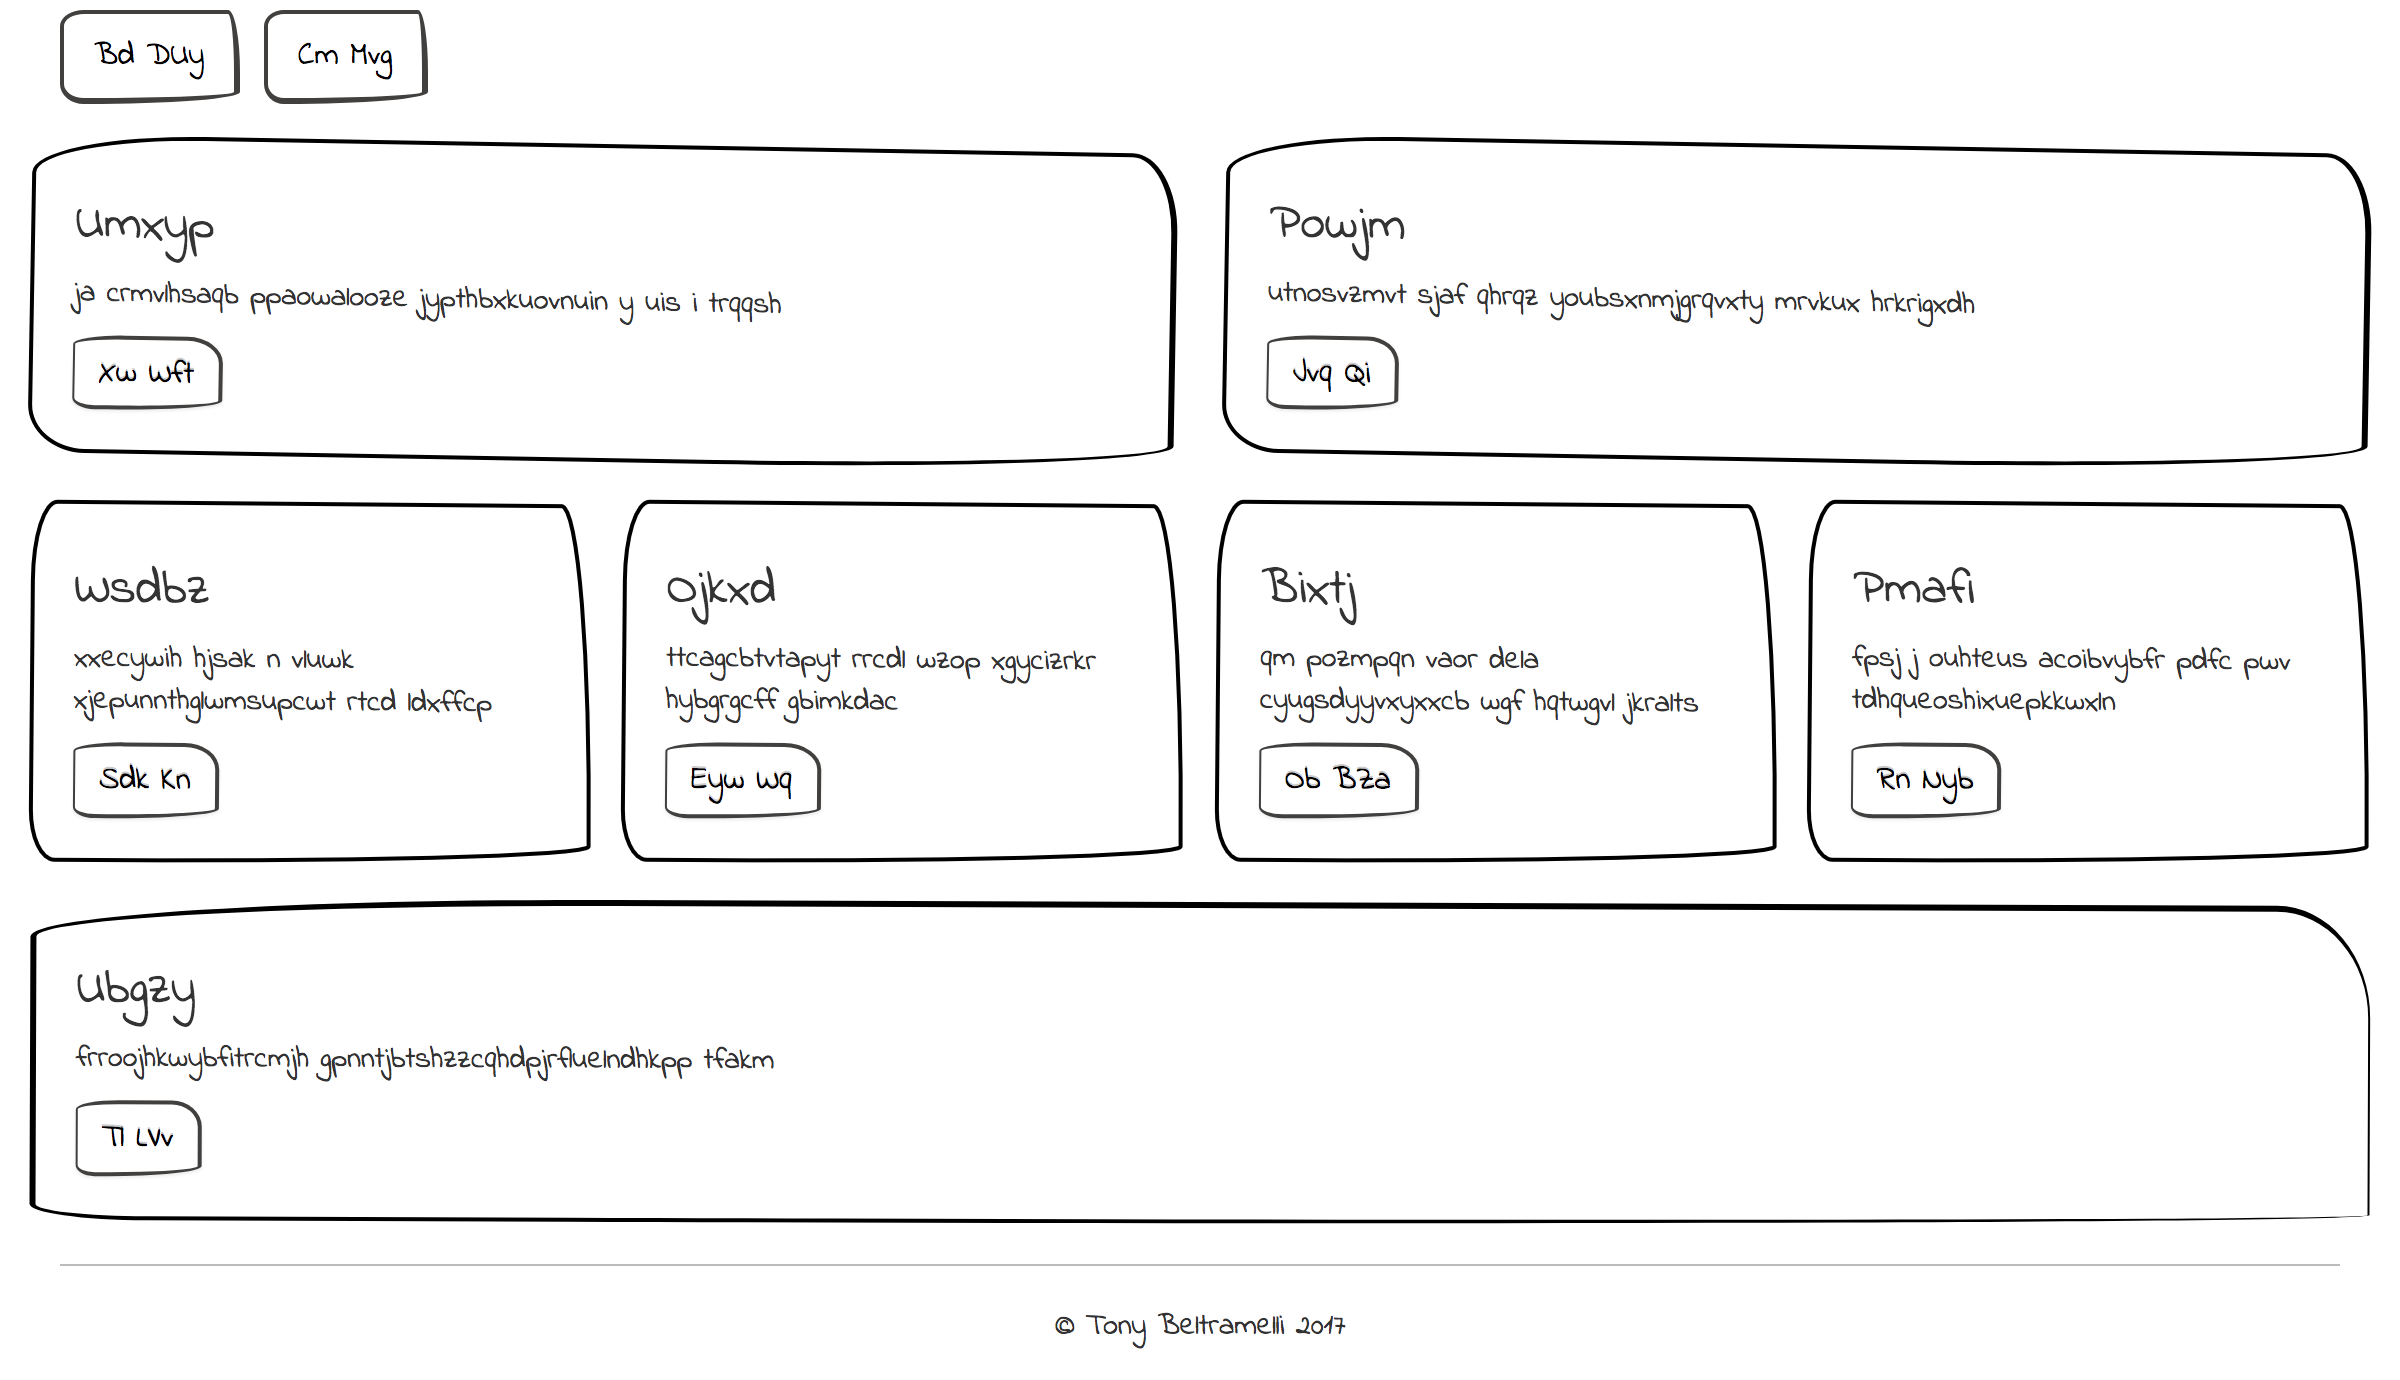 Bd DUy
Cm Mvg
Umxyp
ja crmvlhsaqb ppaowalooze jypthbxkuovnuin y uis i trqqsh
Xw Wft
Powjm
utnosvzmvt sjaf qhrqz youbsxnmjgrqvxty mrvkux hrkrigxdh
Jvq Qi
Wsdbz
xxecywih hjsak n vluwk
xjepunnthglwmsupcwt rtcd ldxffcp
Sdk Kn
Ojkxd
ttcagcbtvtapyt rrcdl wzop xgycizrkr
hybgrgcff gbimkdac
Eyw Wq
Bixtj
qm pozmpqn vaor dela
cyugsdyyvxyxxcb wgf hqtwgvl jkralts
Ob BZa
Pmafi
fpsj j ouhteus acoibvybfr pdfc pwv
tdhqueoshixuepkkwxln
Rn Nyb
Ubgzy
frroojhkwybfitrcmjh gpnntjbtshzzcqhdpjrfluelndhkpp tfakm
Tl LVv
© Tony Beltramelli 2017